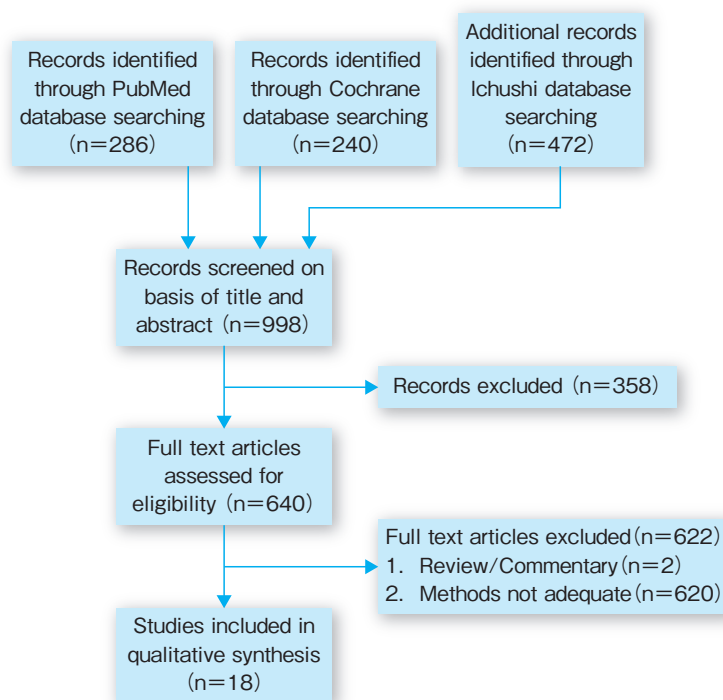 Records identified
through PubMed
database searching
(n=286)
Records identified
through Cochrane
database searching
(n=240)
Additional records
identified through
Ichushi database
searching
(n=472)
Records screened on
basis of title and
abstract (n=998)
Records excluded (n=358)
Full text articles
assessed for
eligibility (n=640)
Full text articles excluded(n=622)
1. Review/Commentary(n=2)
2. Methods not adequate(n=620)
Studies included in
qualitative synthesis
(n=18)